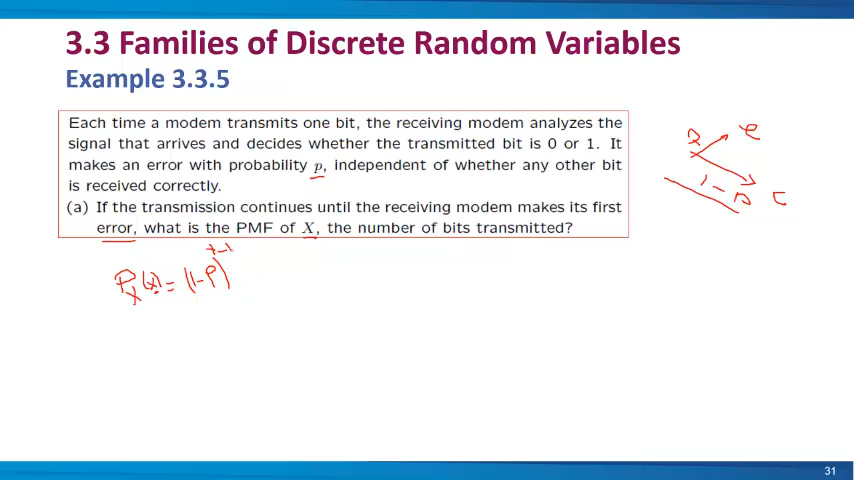 3.3 Families of Discrete Random Variables
Example 3.3.5
Each time a modem transmits one bit, the receiving modem analyzes the
signal that arrives and decides whether the transmitted bit is 0 or 1. It
makes an error with probability p, independent of whether any other bit
is received correctly.
(a) If the transmission continues until the receiving modem makes its first
error, what is the PMF of X, the number of bits transmitted?
e
1-p c
P_X(x) = (1-p)^{x-1}
31